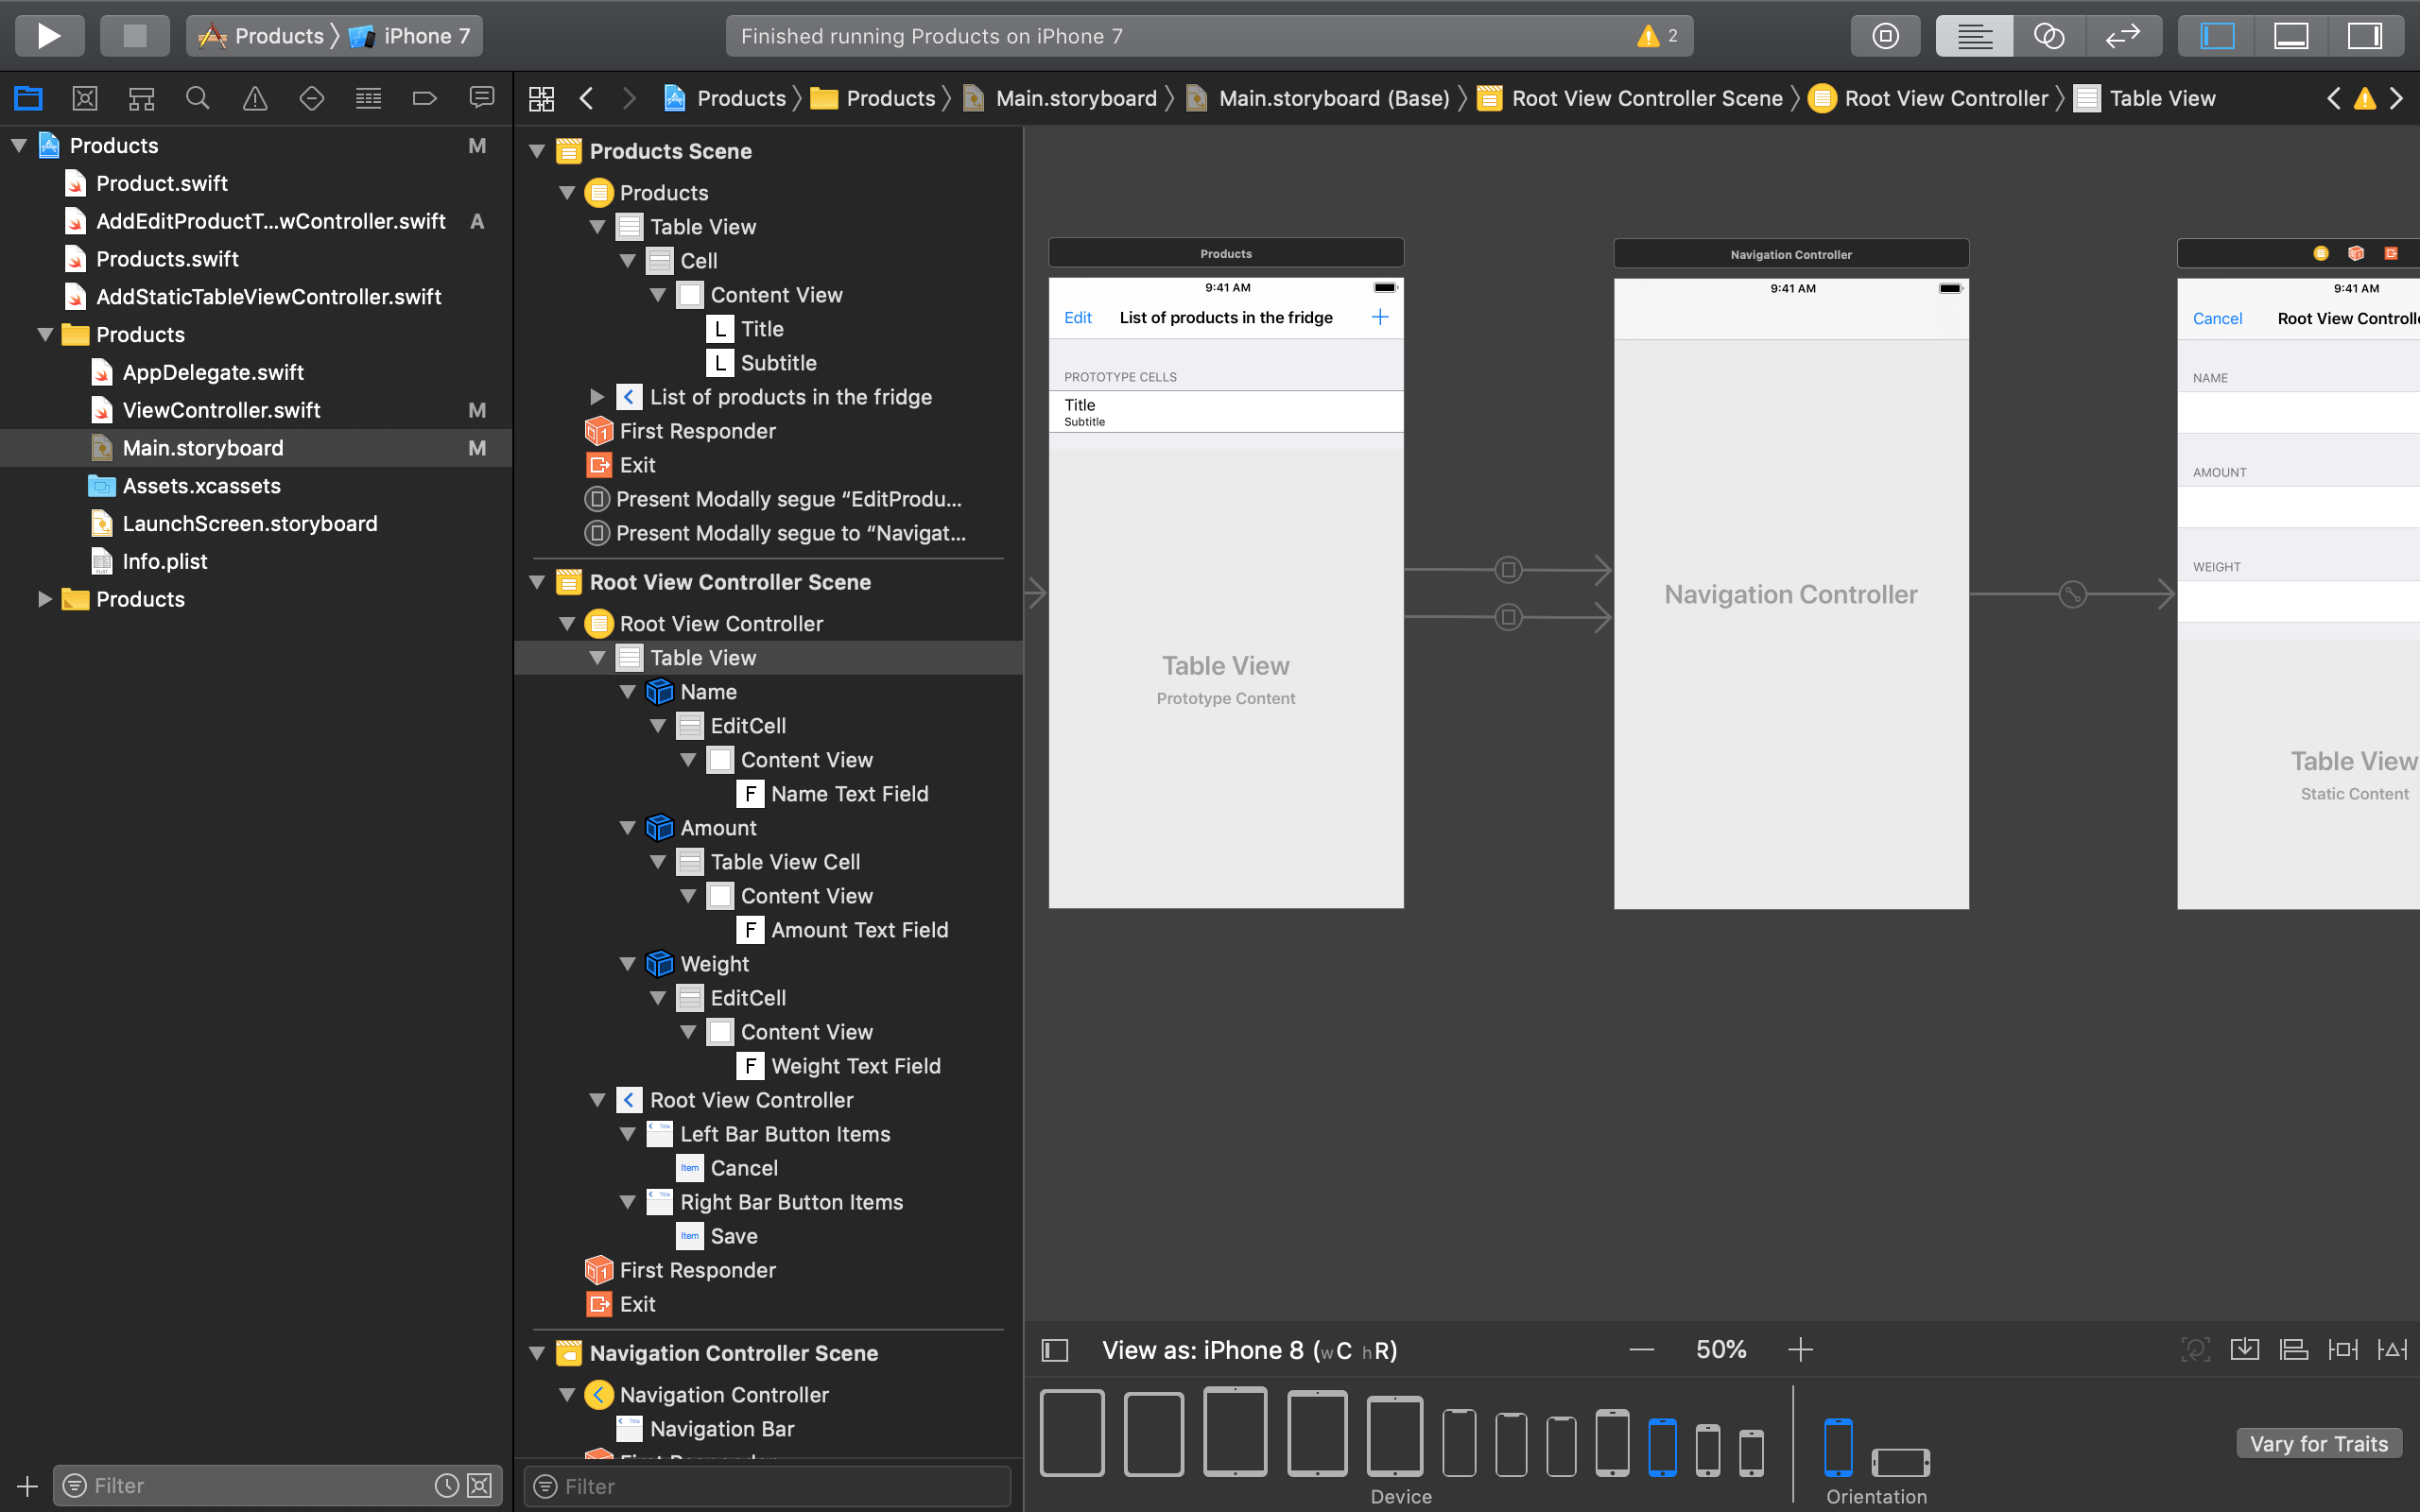 Products iPhone 7
Finished running Products on iPhone 7
2
Products Products Main.storyboard Main.storyboard (Base) Root View Controller Scene Root View Controller Table View
Products M
Product.swift
AddEditProductT...wController.swift A
Products.swift
AddStaticTableViewController.swift
Products
AppDelegate.swift
ViewController.swift M
Main.storyboard M
Assets.xcassets
LaunchScreen.storyboard
Info.plist
Products
Filter
Products Scene
Products
Table View
Cell
Content View
L Title
L Subtitle
List of products in the fridge
First Responder
Exit
Present Modally segue “EditProdu...
Present Modally segue to “Navigat...
Root View Controller Scene
Root View Controller
Table View
Name
EditCell
Content View
F Name Text Field
Amount
Table View Cell
Content View
F Amount Text Field
Weight
EditCell
Content View
F Weight Text Field
Root View Controller
Left Bar Button Items
Item Cancel
Right Bar Button Items
Item Save
First Responder
Exit
Navigation Controller Scene
Navigation Controller
Navigation Bar
First Responder
Filter
Products
9:41 AM
Edit List of products in the fridge +
PROTOTYPE CELLS
Title
Subtitle
Table View
Prototype Content
Navigation Controller
9:41 AM
Navigation Controller
9:41 AM
Cancel Root View Controlle
NAME
AMOUNT
WEIGHT
Table View
Static Content
View as: iPhone 8 (wC hR)
50%
Device
Orientation
Vary for Traits